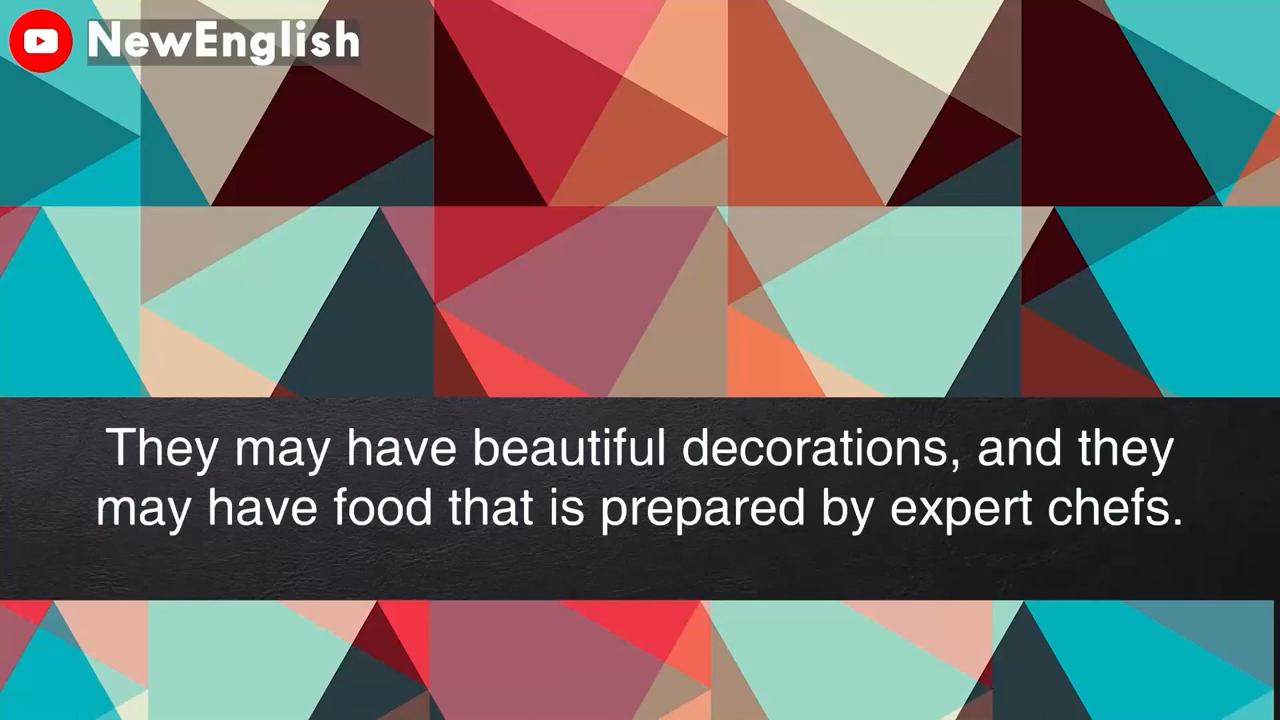 NewEnglish
They may have beautiful decorations, and they
may have food that is prepared by expert chefs.